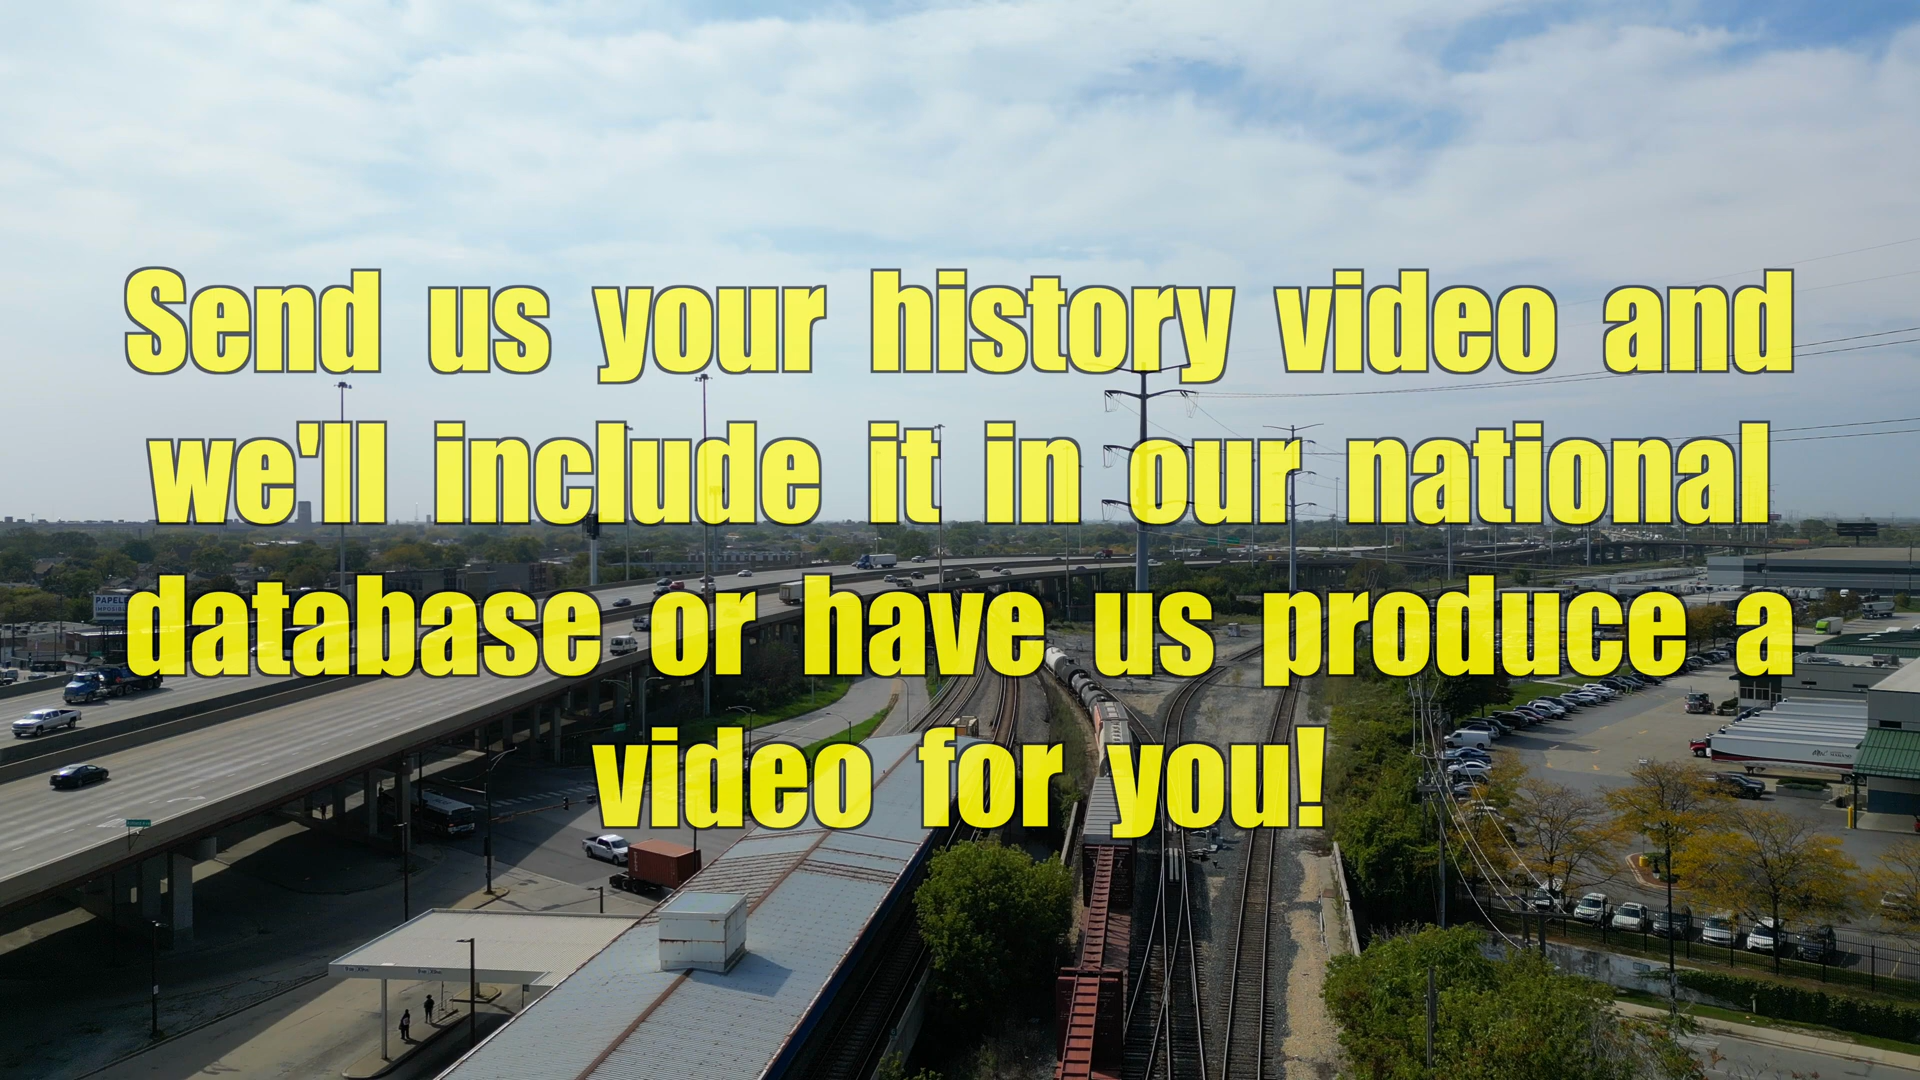 Send us your history video and
we'll include it in our national
database or have us produce a
video for you!